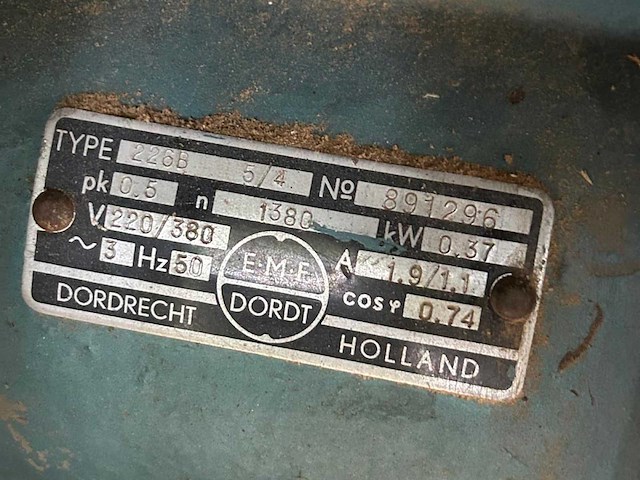 TYPE 226B 5/4 No 891296
pk 0.5 n 1380 kW 0.37
V 220/380 A 1.9/1.1
~ 3 Hz 50 cos φ 0.74
E.M.F. DORDT
DORDRECHT HOLLAND